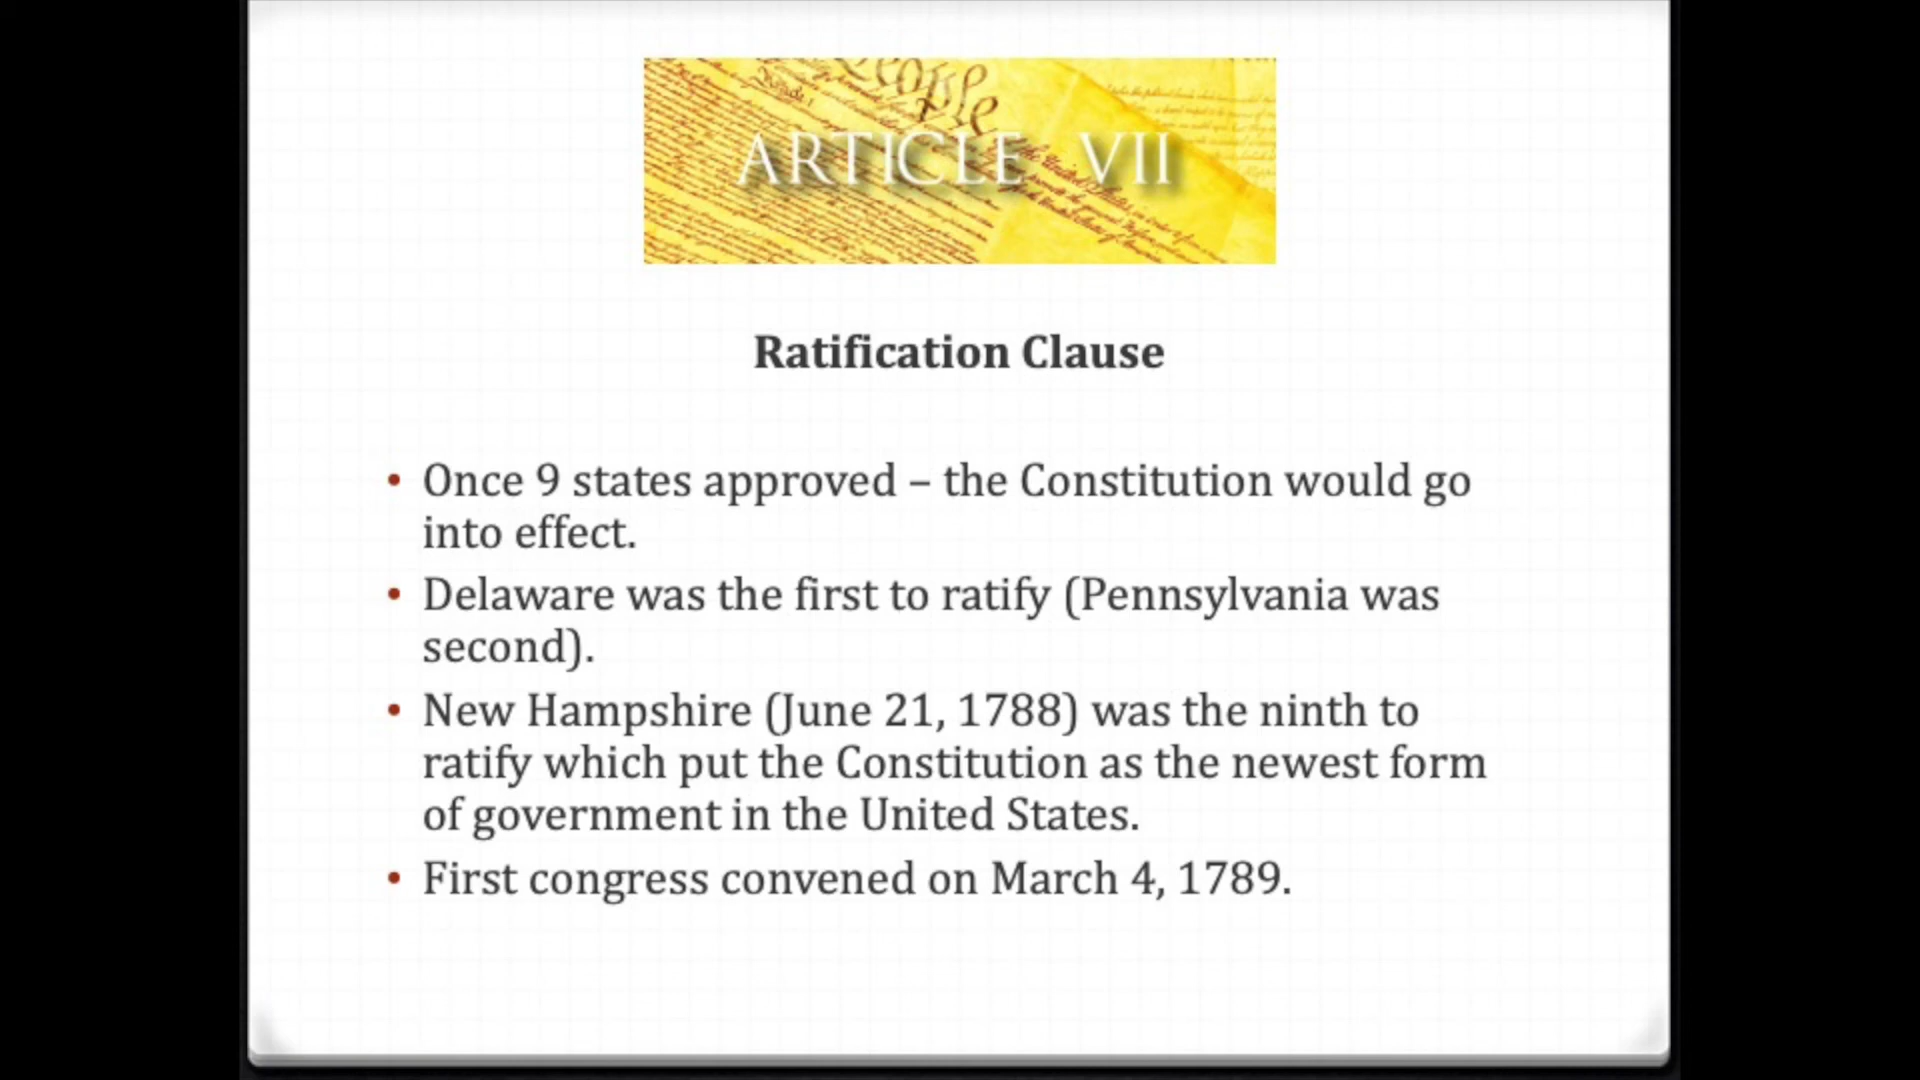 People
ARTICLE VII
Ratification Clause
• Once 9 states approved – the Constitution would go
into effect.
• Delaware was the first to ratify (Pennsylvania was
second).
• New Hampshire (June 21, 1788) was the ninth to
ratify which put the Constitution as the newest form
of government in the United States.
• First congress convened on March 4, 1789.